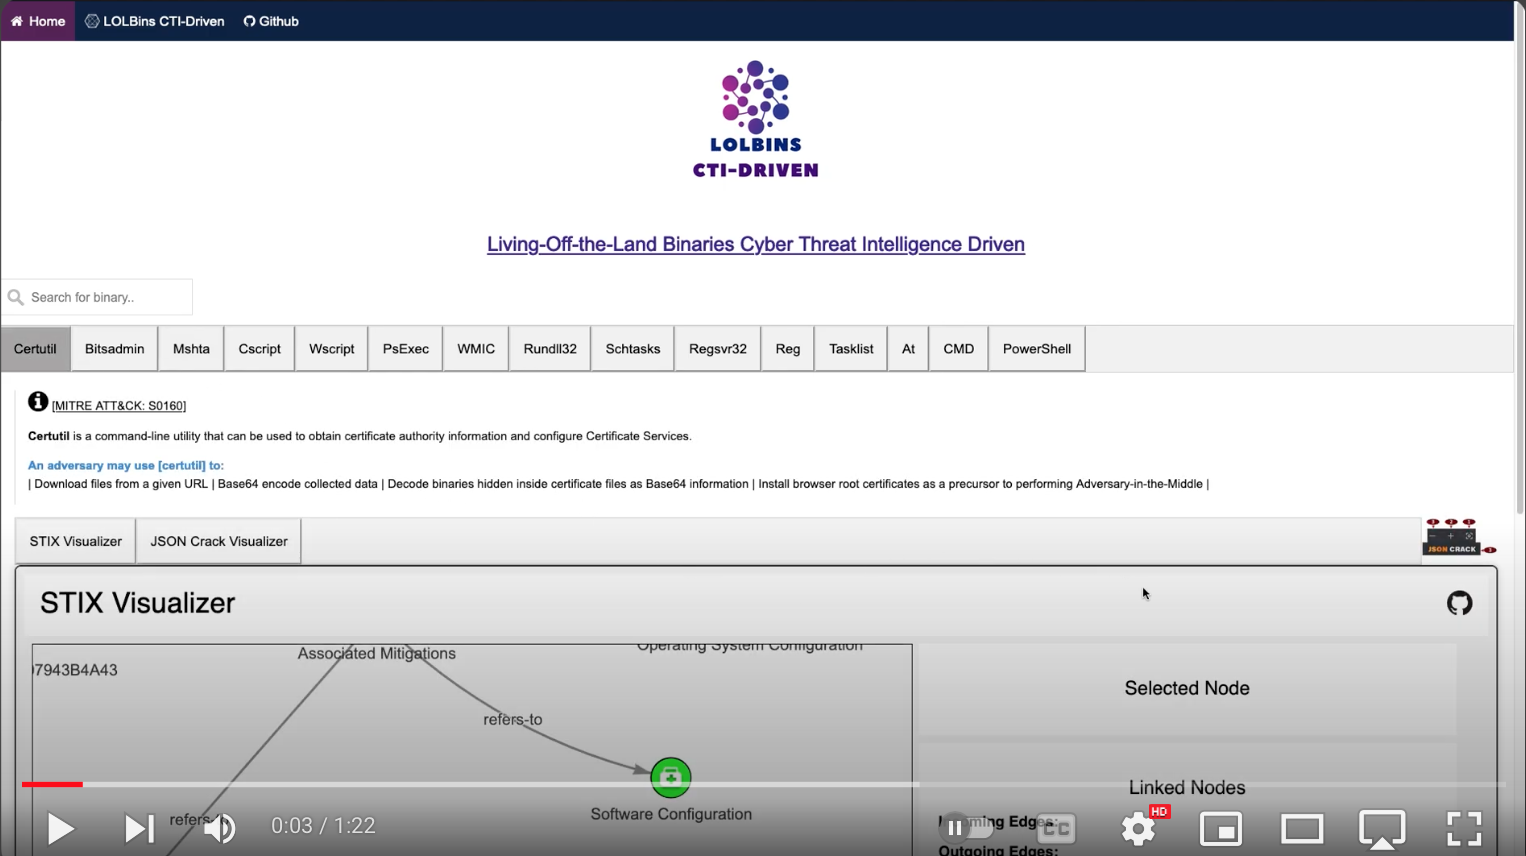 Home LOLBins CTI-Driven Github
LOLBINS
CTI-DRIVEN
Living-Off-the-Land Binaries Cyber Threat Intelligence Driven
Search for binary..
Certutil Bitsadmin Mshta Cscript Wscript PsExec WMIC Rundll32 Schtasks Regsvr32 Reg Tasklist At CMD PowerShell
[MITRE ATT&CK: S0160]
Certutil is a command-line utility that can be used to obtain certificate authority information and configure Certificate Services.
An adversary may use [certutil] to:
| Download files from a given URL | Base64 encode collected data | Decode binaries hidden inside certificate files as Base64 information | Install browser root certificates as a precursor to performing Adversary-in-the-Middle |
STIX Visualizer JSON Crack Visualizer
JSON CRACK
STIX Visualizer
Associated Mitigations Operating System Configuration
7943B4A43
Selected Node
refers-to
Linked Nodes
Software Configuration
HD
refers-
0:03 / 1:22
CC
Edges:
Outgoing Edges: